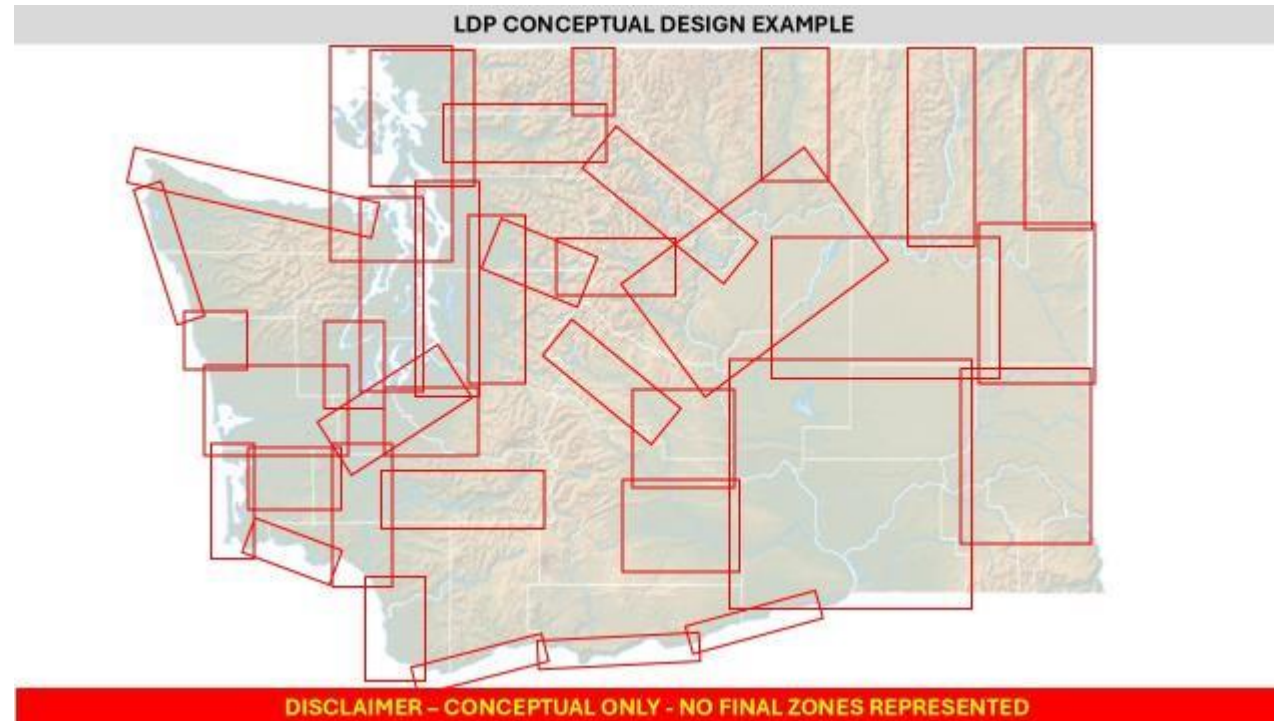 LDP CONCEPTUAL DESIGN EXAMPLE
DISCLAIMER – CONCEPTUAL ONLY - NO FINAL ZONES REPRESENTED